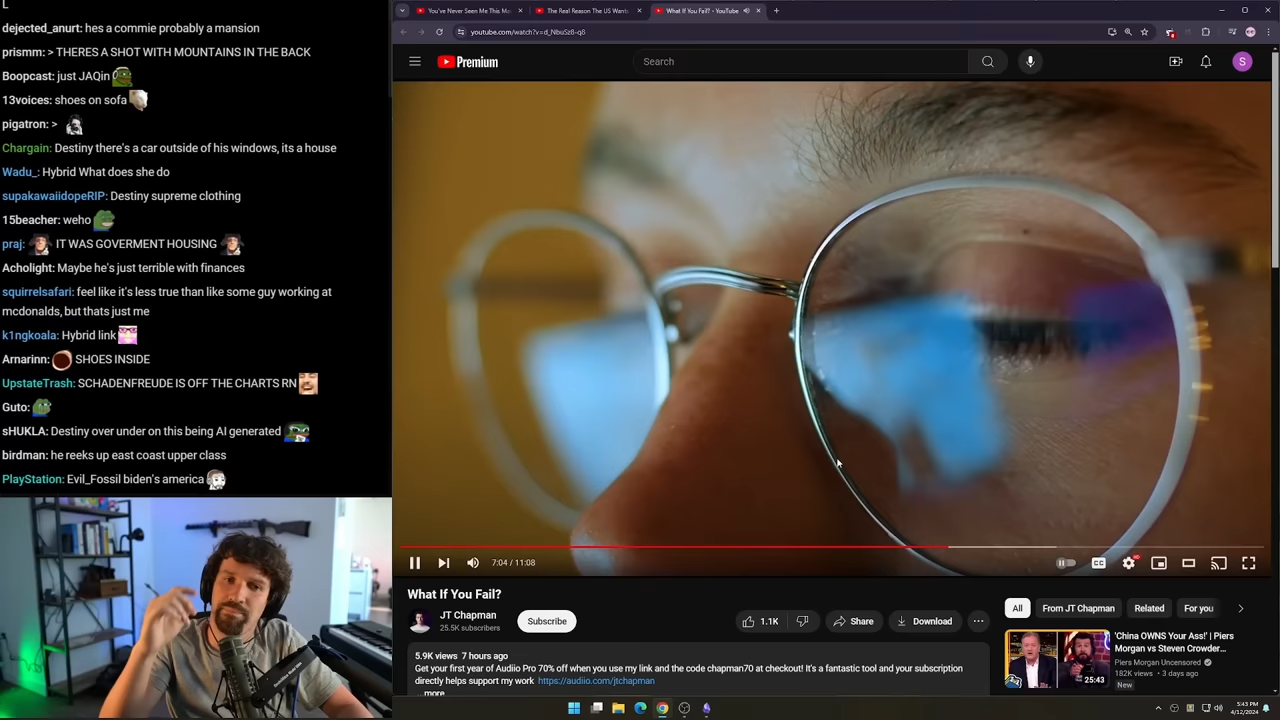 L
dejected_anurt: hes a commie probably a mansion
prismm: > THERES A SHOT WITH MOUNTAINS IN THE BACK
Boopcast: just JAQin
13voices: shoes on sofa
pigatron: >
Chargain: Destiny there's a car outside of his windows, its a house
Wadu_: Hybrid What does she do
supakawaiidopeRIP: Destiny supreme clothing
15beacher: weho
praj: IT WAS GOVERMENT HOUSING
Acholight: Maybe he's just terrible with finances
squirrelsafari: feel like it's less true than like some guy working at
mcdonalds, but thats just me
k1ngkoala: Hybrid link
Arnarinn: SHOES INSIDE
UpstateTrash: SCHADENFREUDE IS OFF THE CHARTS RN
Guto:
sHUKLA: Destiny over under on this being AI generated
birdman: he reeks up east coast upper class
PlayStation: Evil_Fossil biden's america
You've Never Seen Me This Mo
The Real Reason The US Wants
What If You Fail? - YouTube
youtube.com/watch?v=d_NbuSz8-q8
Premium
Search
S
7:04 / 11:08
CC
What If You Fail?
JT Chapman
25.5K subscribers
Subscribe
1.1K
Share
Download
5.9K views 7 hours ago
Get your first year of Audiio Pro 70% off when you use my link and the code chapman70 at checkout! It's a fantastic tool and your subscription
directly helps support my work https://audiio.com/jtchapman
...more
All
From JT Chapman
Related
For you
'China OWNS Your Ass!' | Piers
Morgan vs Steven Crowder...
Piers Morgan Uncensored
182K views • 3 days ago
New
25:43
5:43 PM
4/12/2024